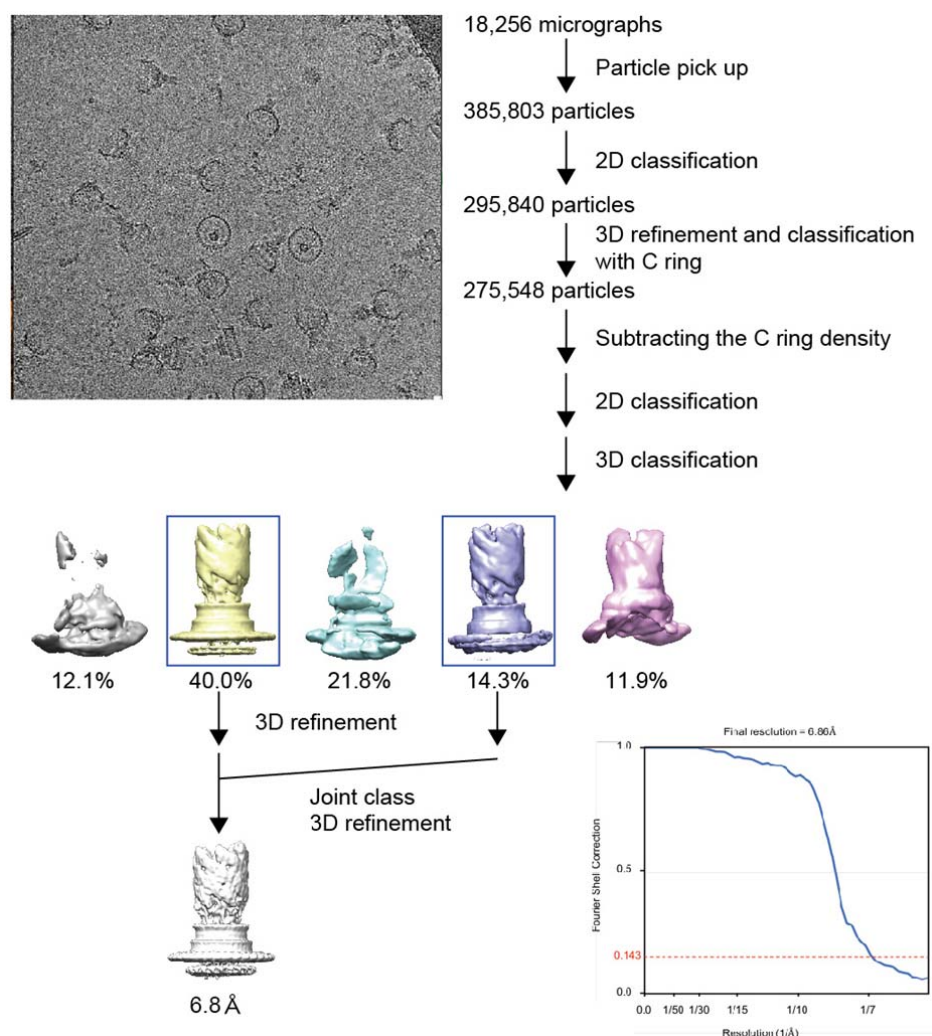 18,256 micrographs
Particle pick up
385,803 particles
2D classification
295,840 particles
3D refinement and classification
with C ring
275,548 particles
Subtracting the C ring density
2D classification
3D classification
12.1%
40.0%
21.8%
14.3%
11.9%
3D refinement
Joint class
3D refinement
6.8 Å
Final resolution = 6.86Å
1.0
0.5
0.143
0.0
Fourier Shell Correction
0.0 1/50 1/30 1/15 1/10 1/7
Resolution (1/Å)